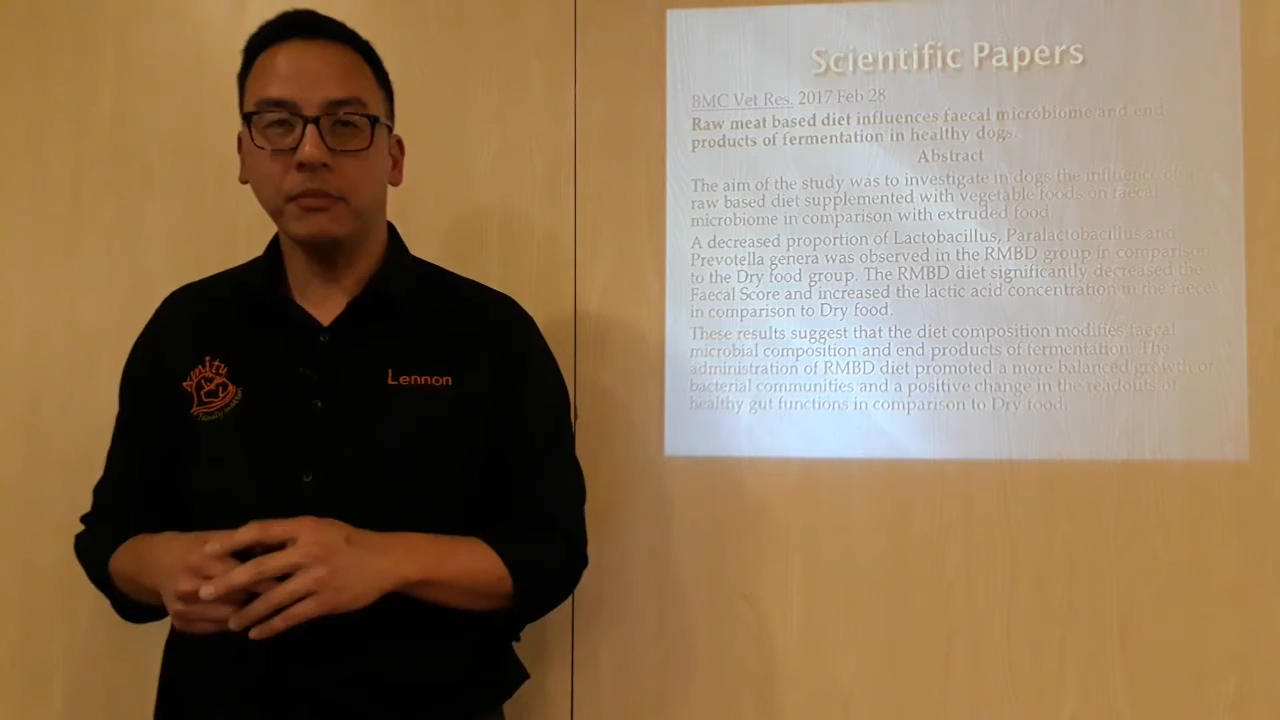 Scientific Papers
BMC Vet Res. 2017 Feb 28
Raw meat based diet influences faecal microbiome and end
products of fermentation in healthy dogs.
Abstract
The aim of the study was to investigate in dogs the influence of a
raw based diet supplemented with vegetable foods on faecal
microbiome in comparison with extruded food
A decreased proportion of Lactobacillus, Paralactobacillus and
Prevotella genera was observed in the RMBD group in comparison
to the Dry food group. The RMBD diet significantly decreased the
Faecal Score and increased the lactic acid concentration in the faeces
in comparison to Dry food.
These results suggest that the diet composition modifies faecal
microbial composition and end products of fermentation. The
administration of RMBD diet promoted a more balanced growth of
bacterial communities and a positive change in the readouts of
healthy gut functions in comparison to Dry food.
Amity
Lennon